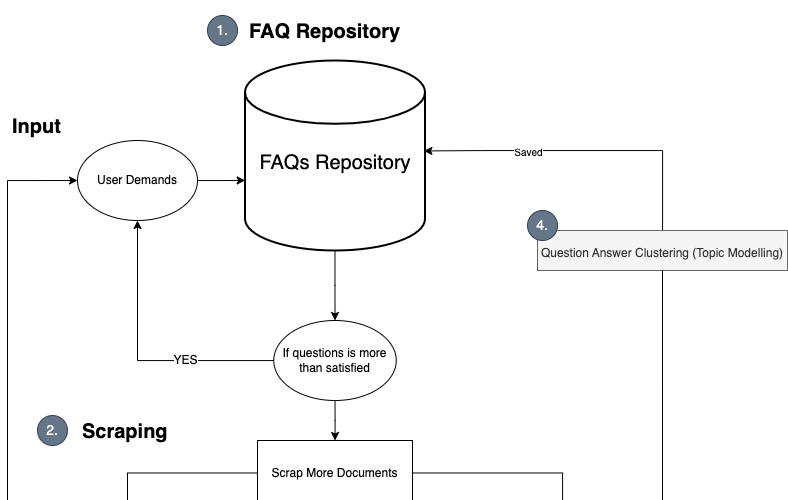 1. FAQ Repository
Input
User Demands
FAQs Repository
Saved
4.
Question Answer Clustering (Topic Modelling)
YES
If questions is more
than satisfied
2. Scraping
Scrap More Documents